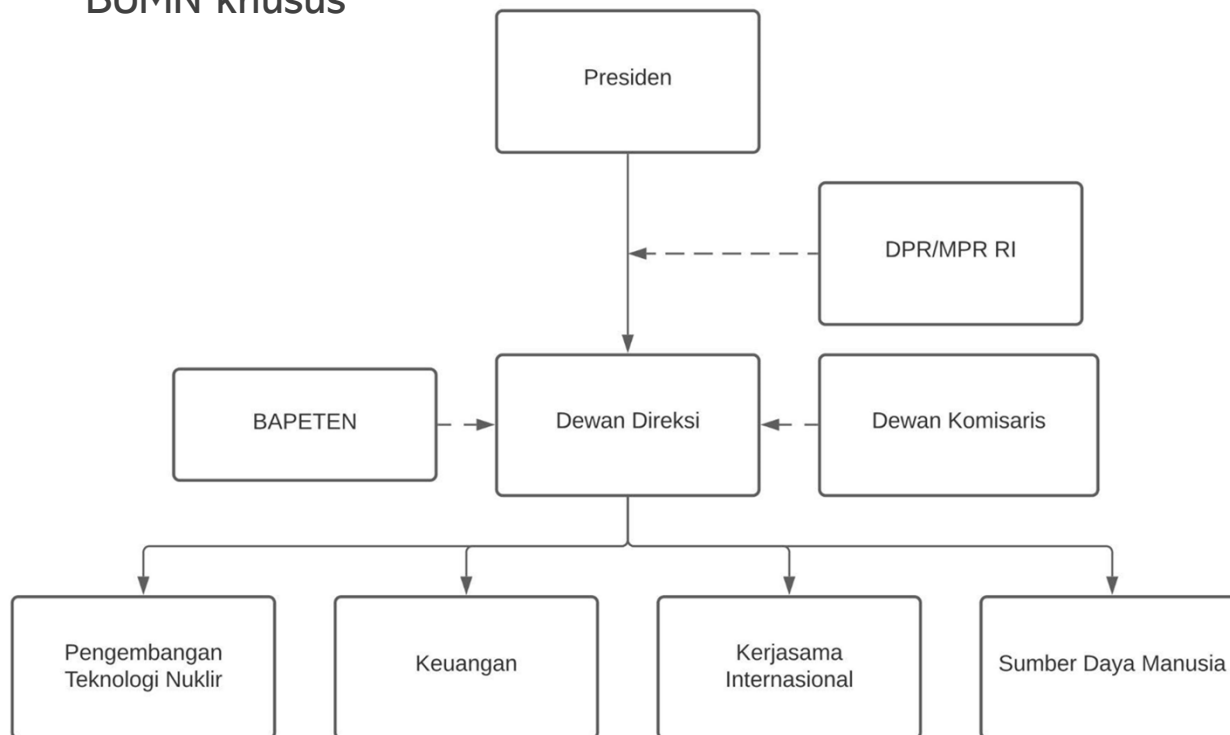 BUMN khusus
Presiden
DPR/MPR RI
BAPETEN
Dewan Direksi
Dewan Komisaris
Pengembangan
Teknologi Nuklir
Keuangan
Kerjasama
Internasional
Sumber Daya Manusia